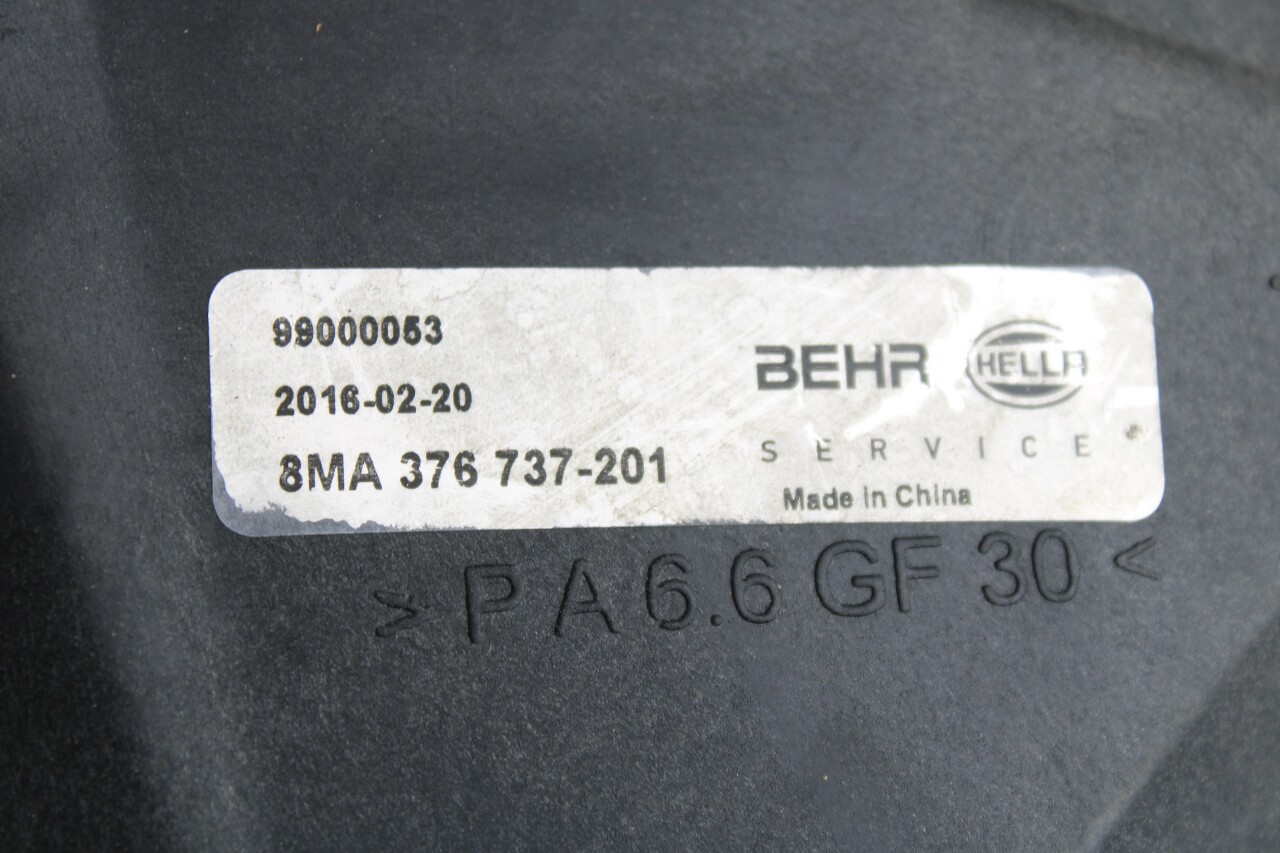 99000053
2016-02-20
8MA 376 737-201
BEHR HELLA
SERVICE
Made in China
>PA6.6 GF 30<